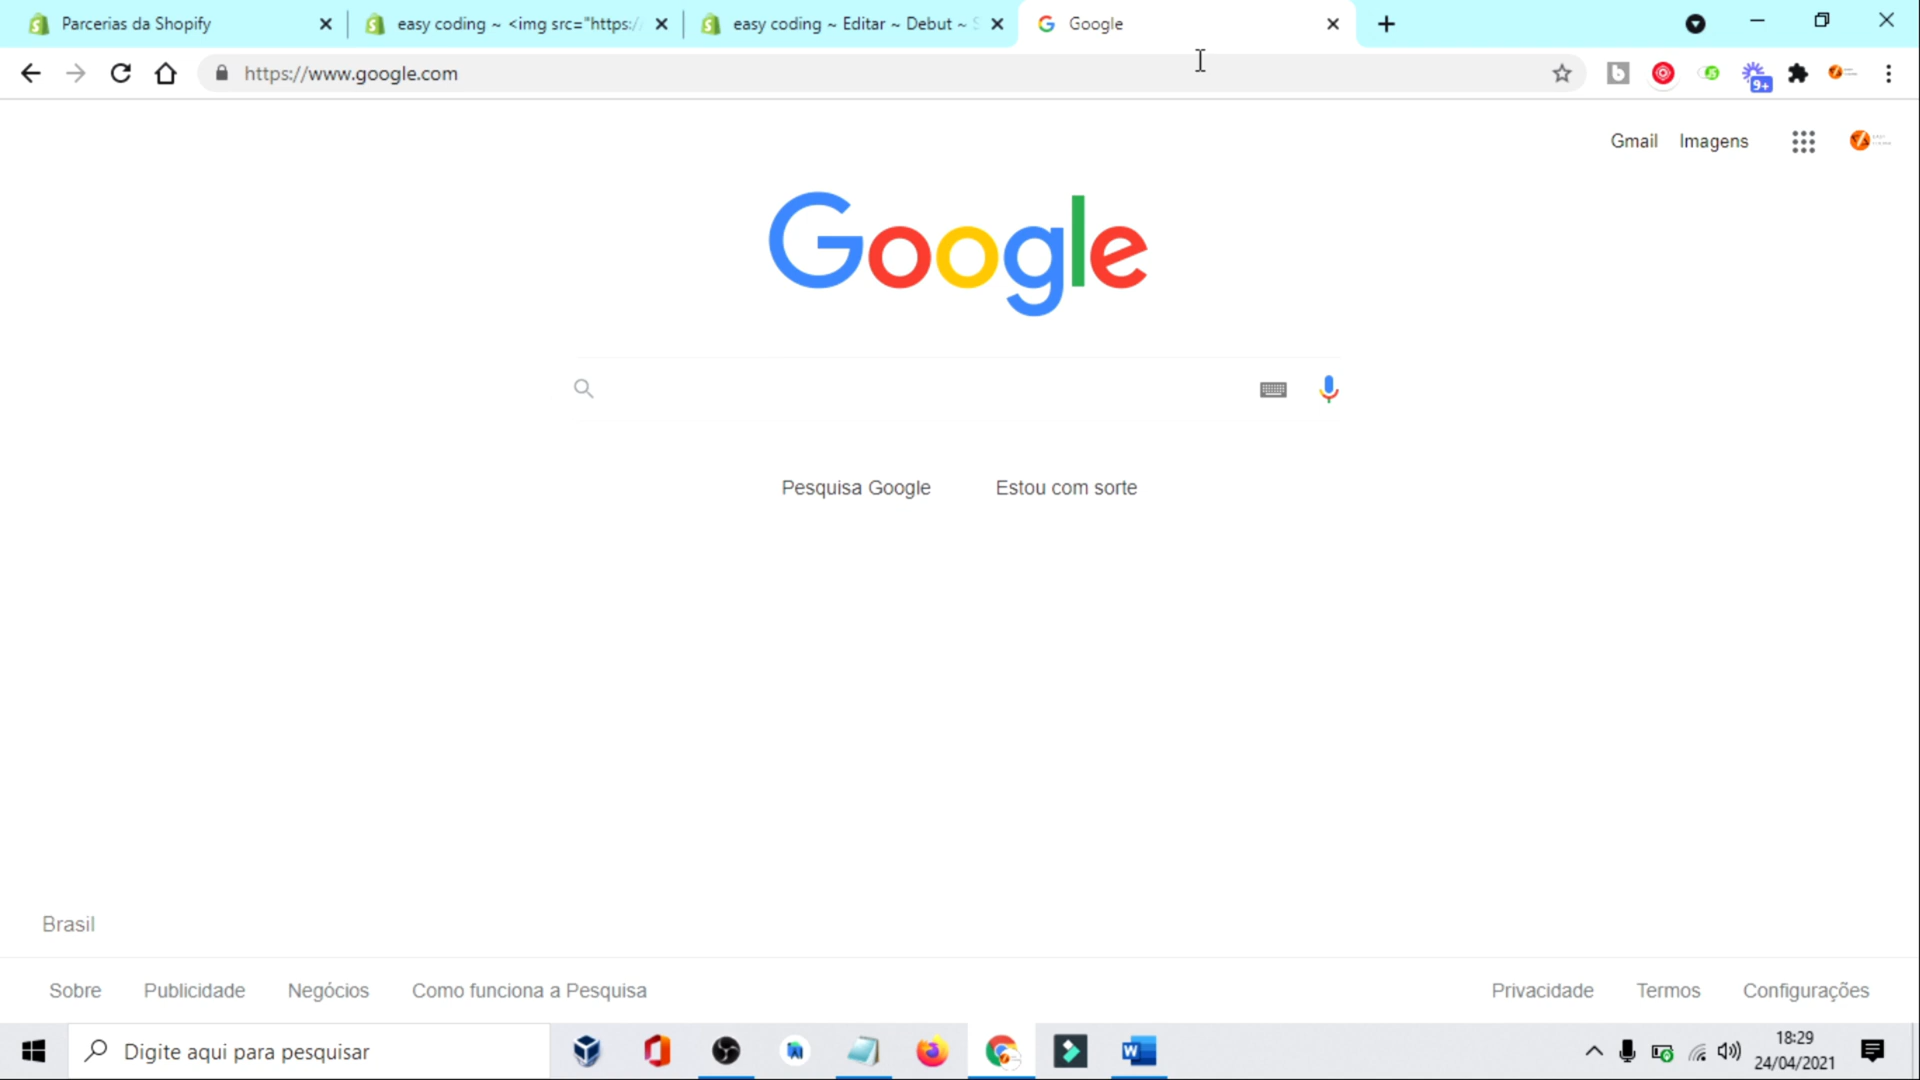 Parcerias da Shopify
easy coding ~ <img src="https:/
easy coding ~ Editar ~ Debut ~ S
Google
https://www.google.com
9+
Gmail
Imagens
Google
Pesquisa Google
Estou com sorte
Brasil
Sobre
Publicidade
Negócios
Como funciona a Pesquisa
Privacidade
Termos
Configurações
Digite aqui para pesquisar
18:29
24/04/2021